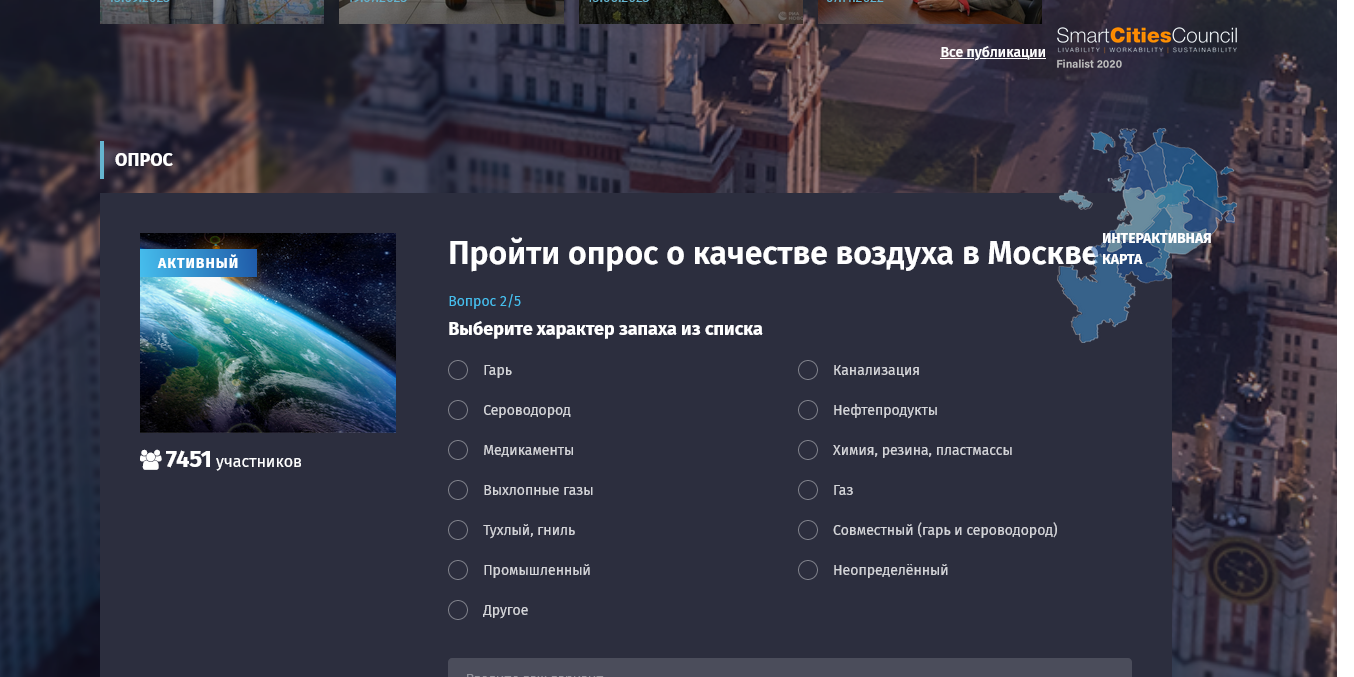 Все публикации
SmartCitiesCouncil
LIVABILITY | WORKABILITY | SUSTAINABILITY
Finalist 2020
ОПРОС
АКТИВНЫЙ
7451 участников
Пройти опрос о качестве воздуха в Москве
ИНТЕРАКТИВНАЯ
КАРТА
Вопрос 2/5
Выберите характер запаха из списка
Гарь
Канализация
Сероводород
Нефтепродукты
Медикаменты
Химия, резина, пластмассы
Выхлопные газы
Газ
Тухлый, гниль
Совместный (гарь и сероводород)
Промышленный
Неопределённый
Другое